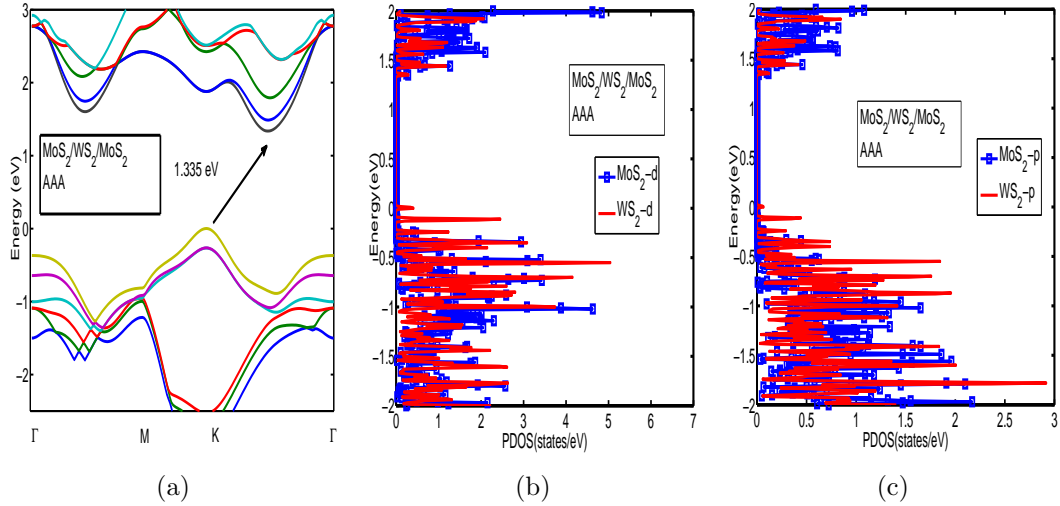 3
2
1
0
−1
−2
Energy (eV)
MoS2/WS2/MoS2
AAA
1.335 eV
Γ
M
K
Γ
(a)
2
1.5
1
0.5
0
−0.5
−1
−1.5
−2
Energy(eV)
MoS2/WS2/MoS2
AAA
MoS2−d
WS2−d
0 1 2 3 4 5 6 7
PDOS(states/eV)
(b)
2
1.5
1
0.5
0
−0.5
−1
−1.5
−2
Energy(eV)
MoS2/WS2/MoS2
AAA
MoS2−p
WS2−p
0 0.5 1 1.5 2 2.5 3
PDOS(states/eV)
(c)